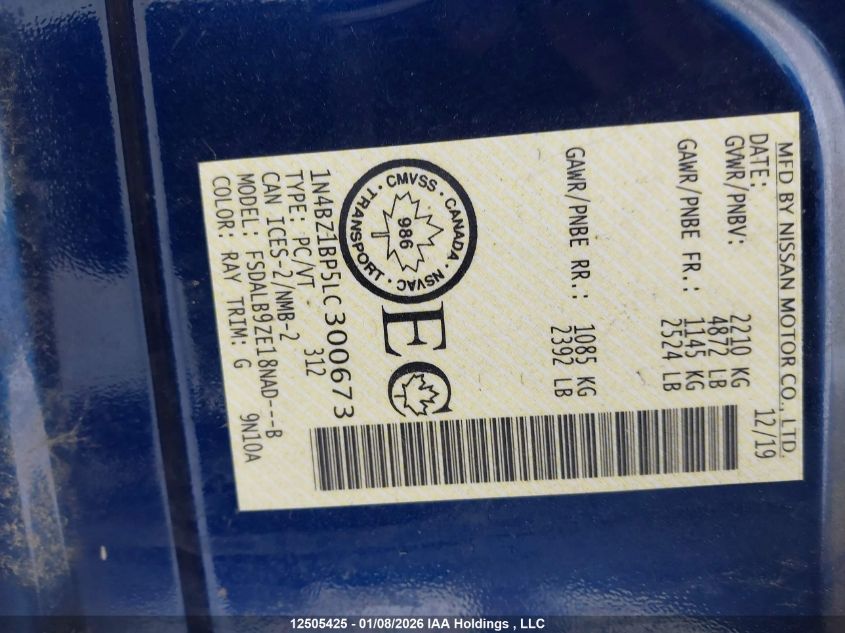 MFD BY NISSAN MOTOR CO., LTD.
DATE: 12/19
GVWR/PNBV: 2210 KG
4872 LB
GAWR/PNBE FR.: 1145 KG
2524 LB
GAWR/PNBE RR.: 1085 KG
2392 LB
CMVSS · CANADA · NSVAC · TRANSPORT ·
986
EC
1N4BZ1BP5LC300673
TYPE: PC/VT 312
CAN ICES-2/NMB-2
MODEL: FSDALB9ZE18NAD---B
COLOR: RAY TRIM: G 9N10A
12505425 - 01/08/2026 IAA Holdings , LLC